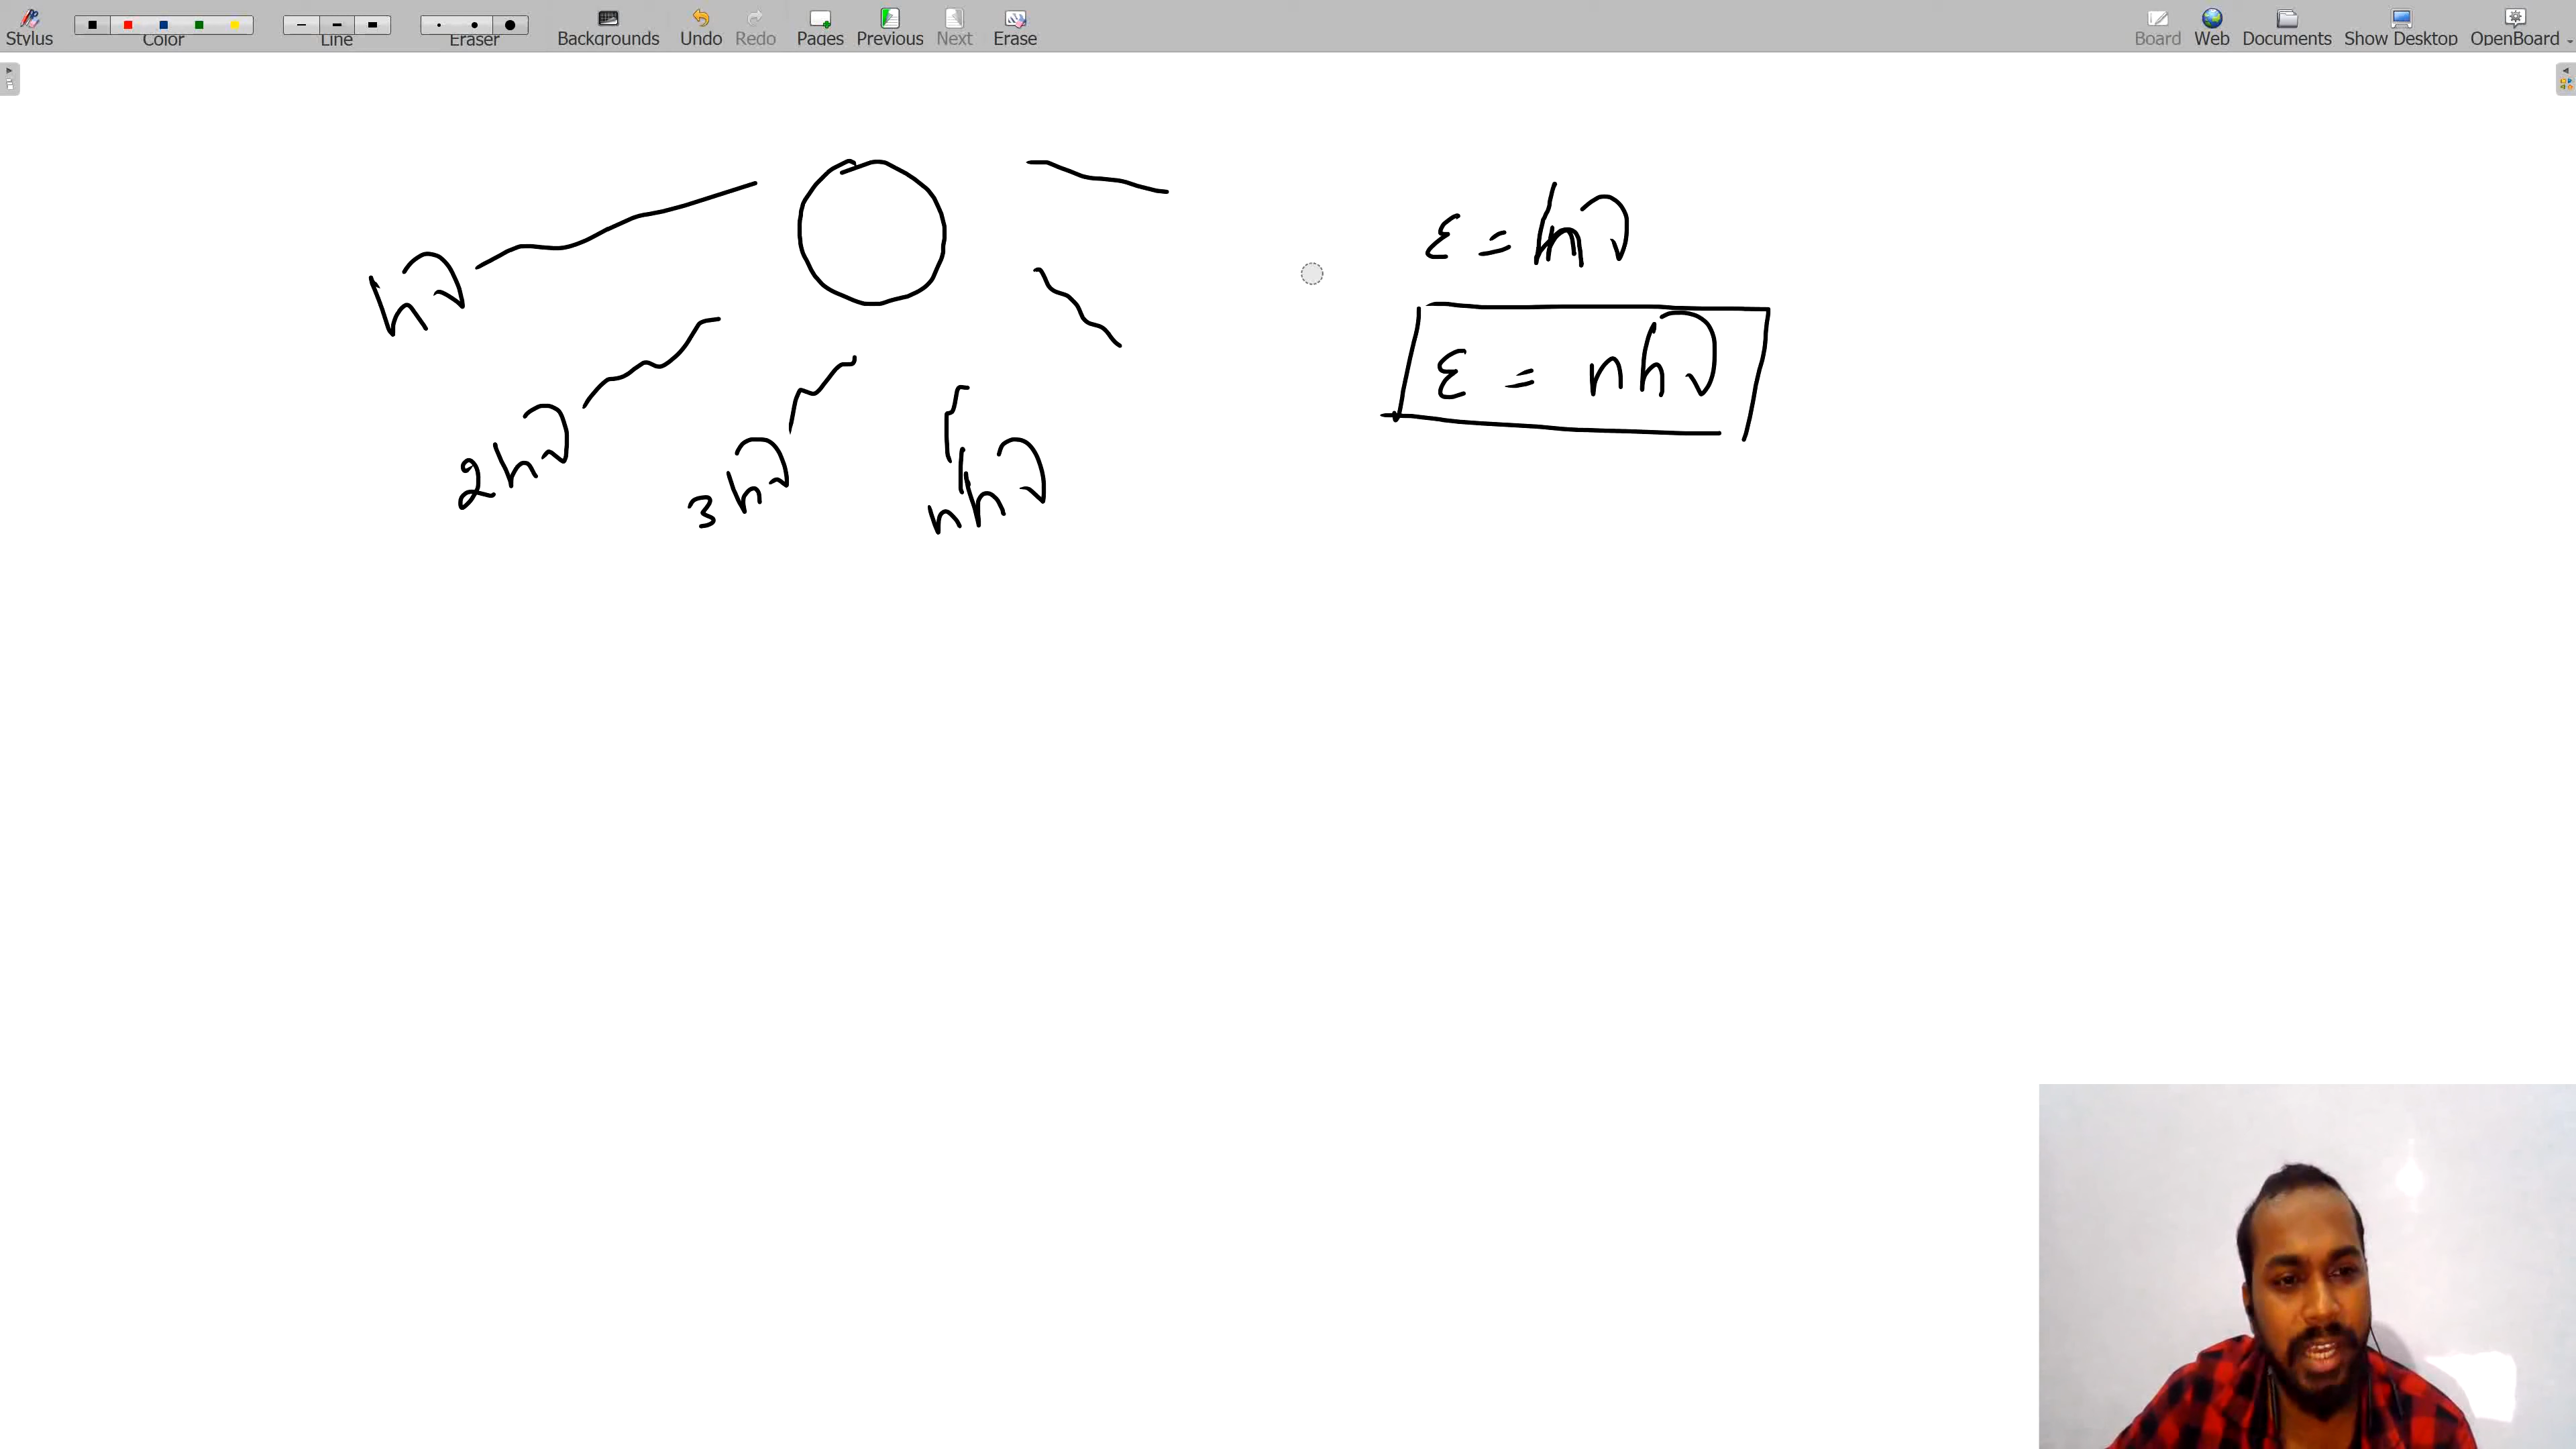 Stylus Color Line Eraser Backgrounds Undo Redo Pages Previous Next Erase Board Web Documents Show Desktop OpenBoard
hν
2hν
3hν
nhν
ε = hν
ε = nhν